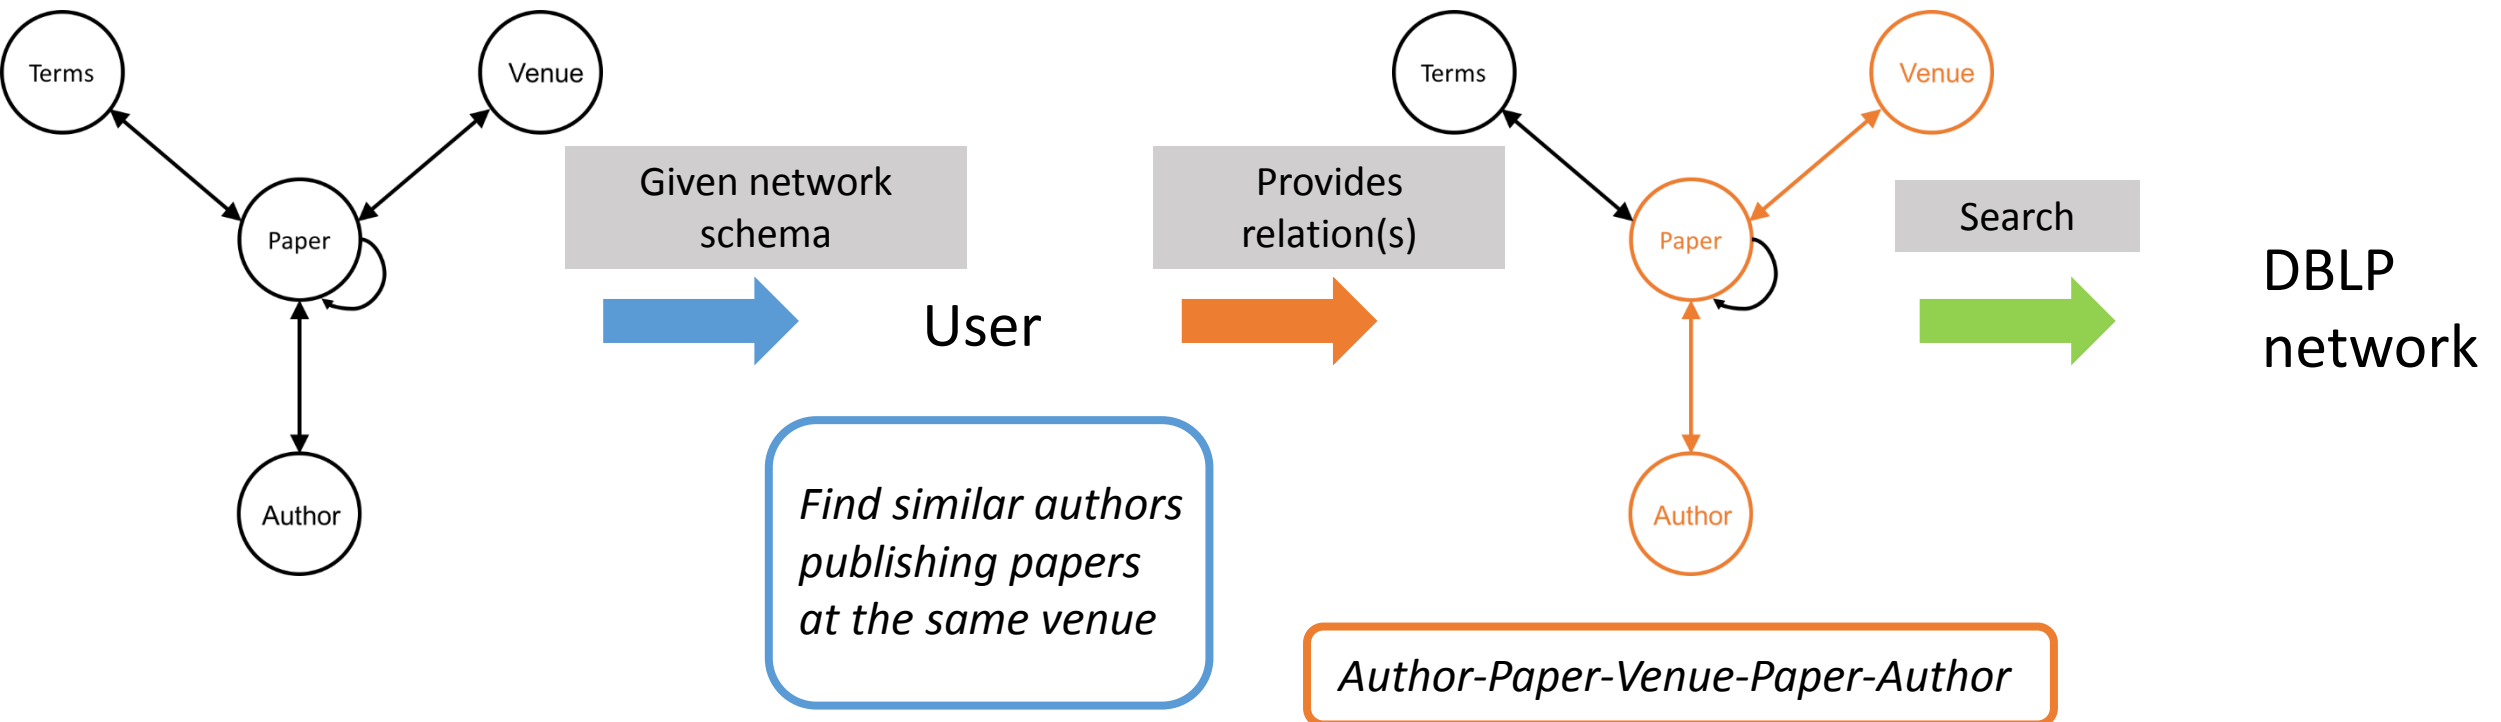 Terms
Venue
Paper
Author
Given network
schema
User
Find similar authors
publishing papers
at the same venue
Provides
relation(s)
Terms
Venue
Paper
Author
Author-Paper-Venue-Paper-Author
Search
DBLP
network